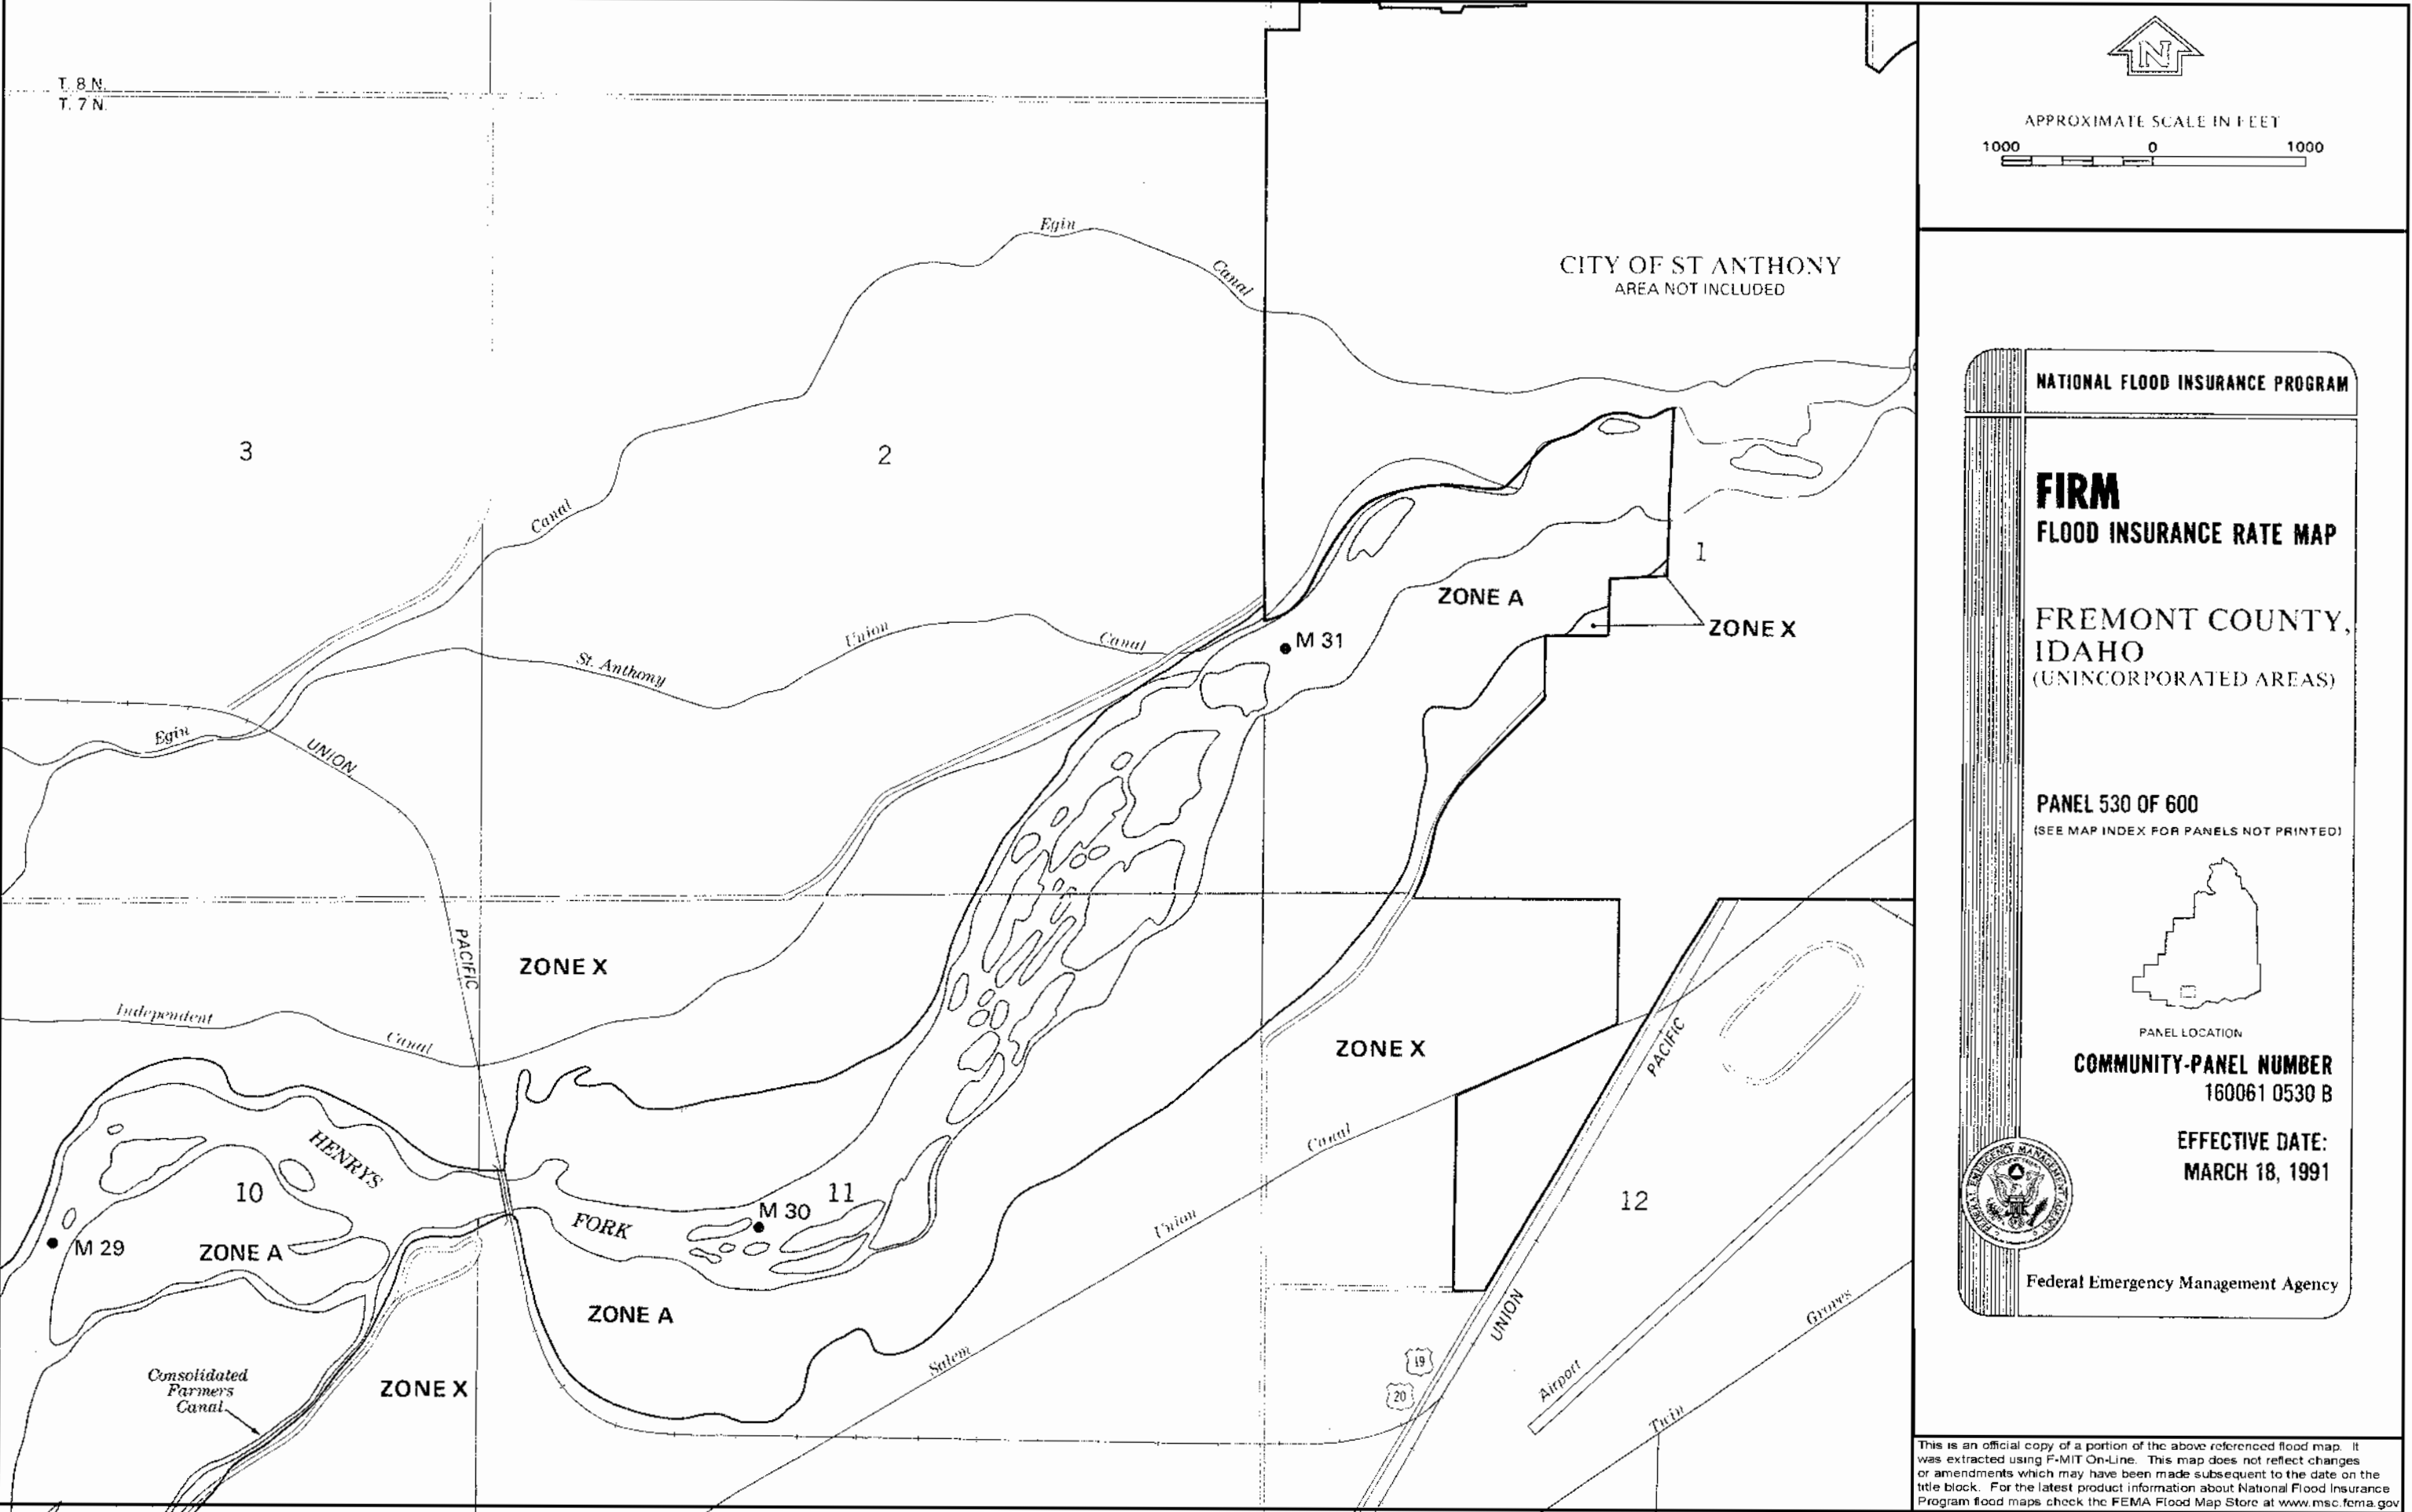 T. 8 N.
T. 7 N.
Egin
Canal
CITY OF ST ANTHONY
AREA NOT INCLUDED
3
2
Canal
1
ZONE A
ZONE X
M 31
Union
Canal
St. Anthony
Egin
UNION
PACIFIC
ZONE X
Independent
Canal
ZONE X
PACIFIC
HENRYS
10
11
12
M 30
FORK
M 29
ZONE A
Canal
Union
ZONE A
Salem
UNION
19
20
Airport
Groves
Twin
Consolidated
Farmers
Canal
ZONE X
N
APPROXIMATE SCALE IN FEET
1000 0 1000
NATIONAL FLOOD INSURANCE PROGRAM
FIRM
FLOOD INSURANCE RATE MAP
FREMONT COUNTY,
IDAHO
(UNINCORPORATED AREAS)
PANEL 530 OF 600
(SEE MAP INDEX FOR PANELS NOT PRINTED)
PANEL LOCATION
COMMUNITY-PANEL NUMBER
160061 0530 B
EFFECTIVE DATE:
MARCH 18, 1991
FEDERAL EMERGENCY MANAGEMENT AGENCY
Federal Emergency Management Agency
This is an official copy of a portion of the above referenced flood map. It
was extracted using F-MIT On-Line. This map does not reflect changes
or amendments which may have been made subsequent to the date on the
title block. For the latest product information about National Flood Insurance
Program flood maps check the FEMA Flood Map Store at www.msc.fema.gov